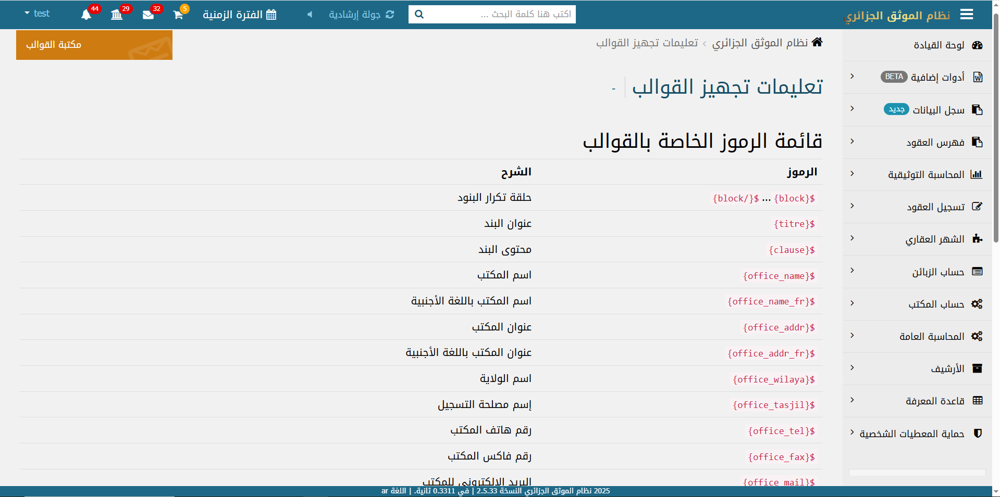 نظام الموثق الجزائري
اكتب هنا كلمة البحث ...
جولة إرشادية
الفترة الزمنية
5
32
29
44
test
لوحة القيادة
أدوات إضافية BETA
سجل البيانات جديد
فهرس العقود
المحاسبة التوثيقية
تسجيل العقود
الشهر العقاري
حساب الزبائن
حساب المكتب
المحاسبة العامة
الأرشيف
قاعدة المعرفة
حماية المعطيات الشخصية
نظام الموثق الجزائري › تعليمات تجهيز القوالب
مكتبة القوالب
تعليمات تجهيز القوالب -
قائمة الرموز الخاصة بالقوالب
الرموز الشرح
${block} ... ${/block} حلقة تكرار البنود
${titre} عنوان البند
${clause} محتوى البند
${office_name} اسم المكتب
${office_name_fr} اسم المكتب باللغة الأجنبية
${office_addr} عنوان المكتب
${office_addr_fr} عنوان المكتب باللغة الأجنبية
${office_wilaya} اسم الولاية
${office_tasjil} إسم مصلحة التسجيل
${office_tel} رقم هاتف المكتب
${office_fax} رقم فاكس المكتب
${office_mail} البريد الالكتروني للمكتب
2025 نظام الموثق الجزائري النسخة 2.5.33 | في 0.3311 ثانية. | اللغة ar